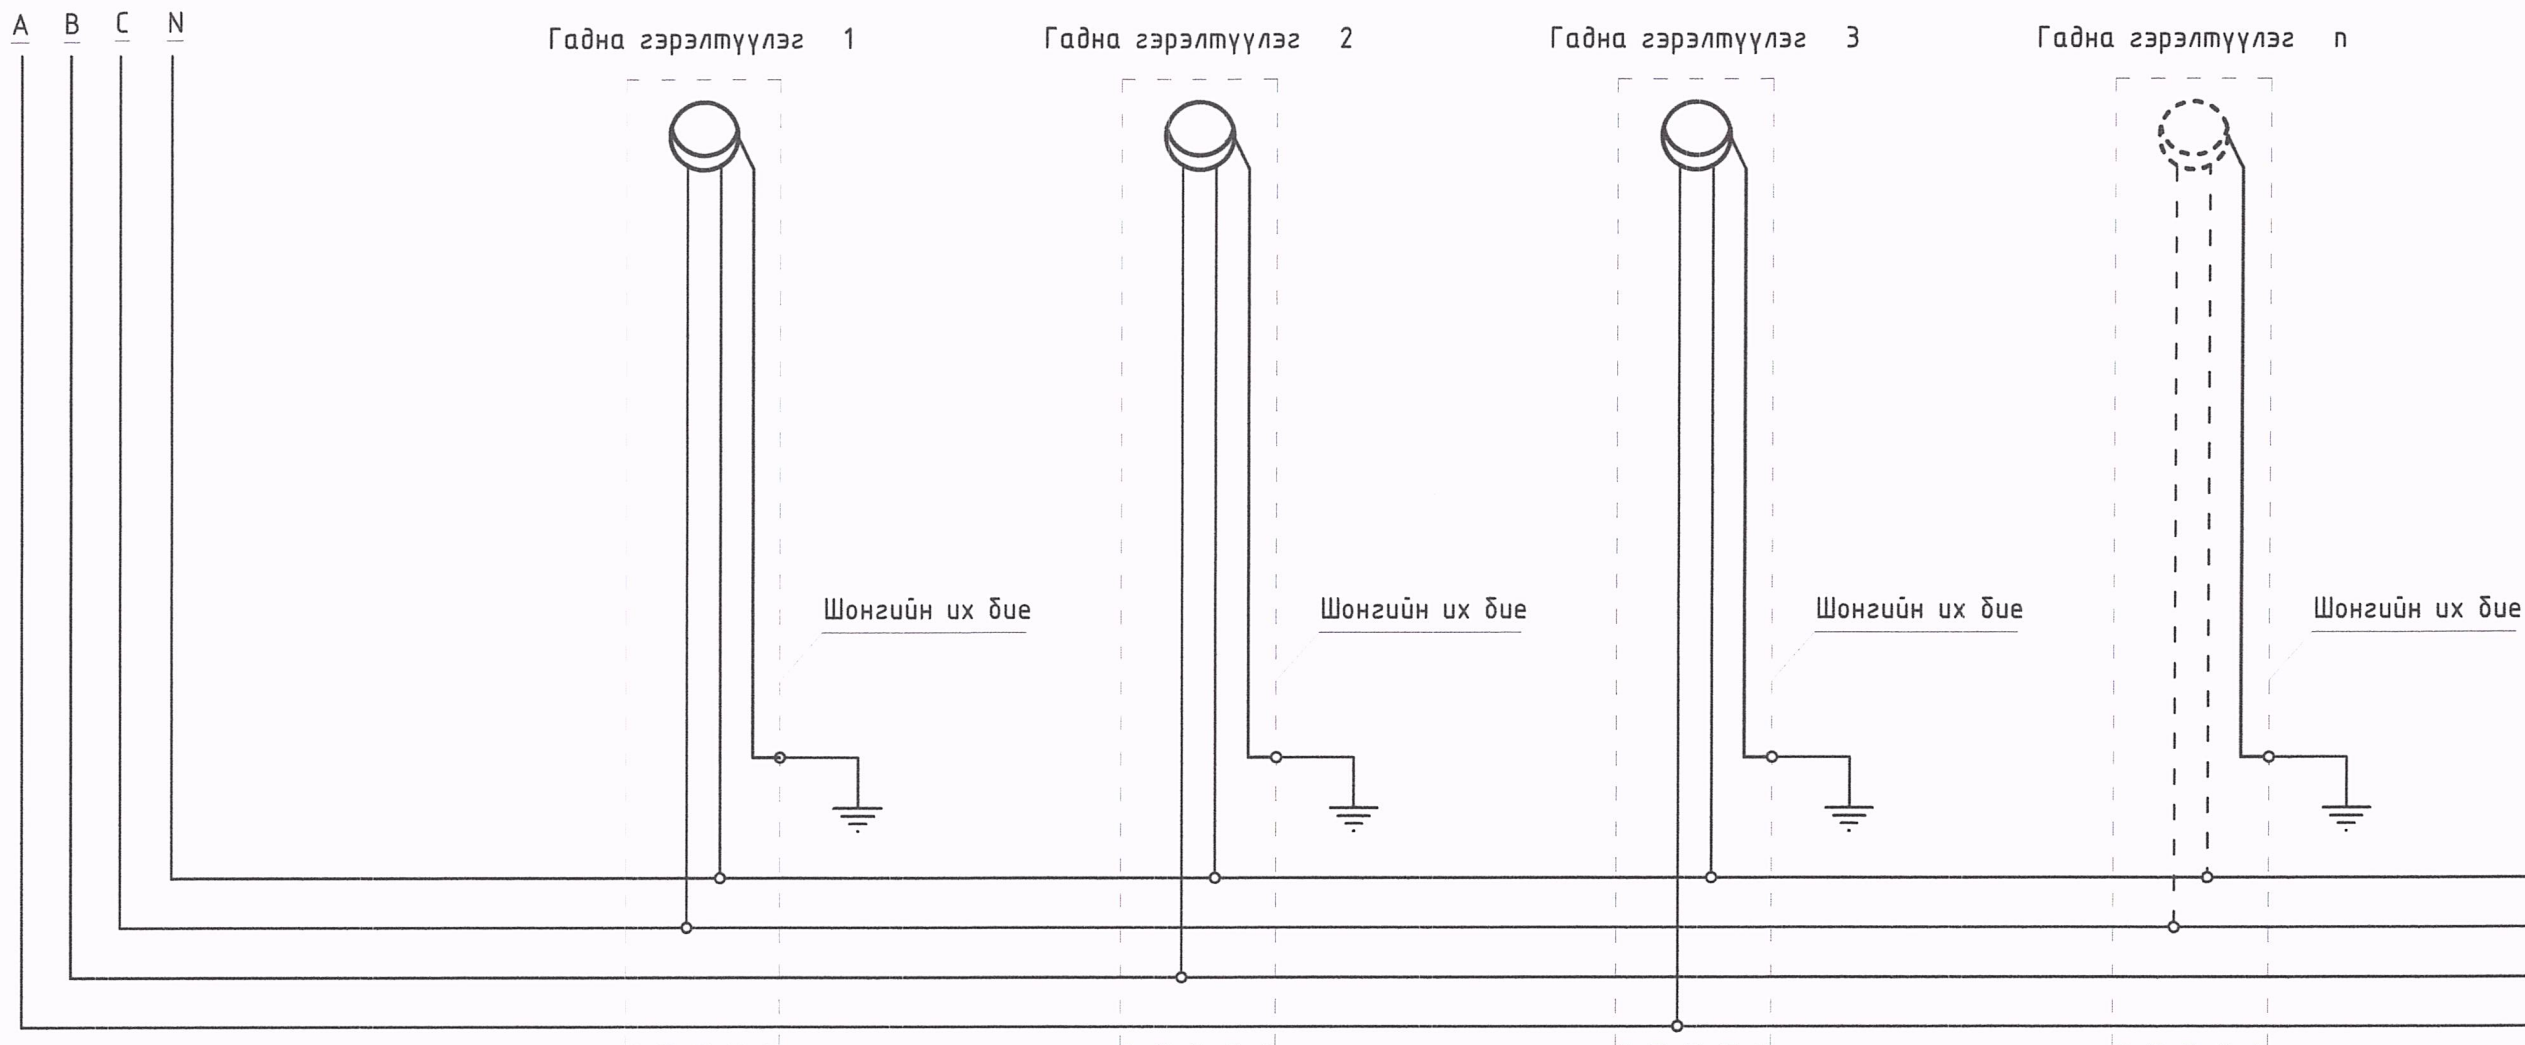 A B C N
Гадна гэрэлтүүлэг 1
Гадна гэрэлтүүлэг 2
Гадна гэрэлтүүлэг 3
Гадна гэрэлтүүлэг n
Шонгийн их бие
Шонгийн их бие
Шонгийн их бие
Шонгийн их бие